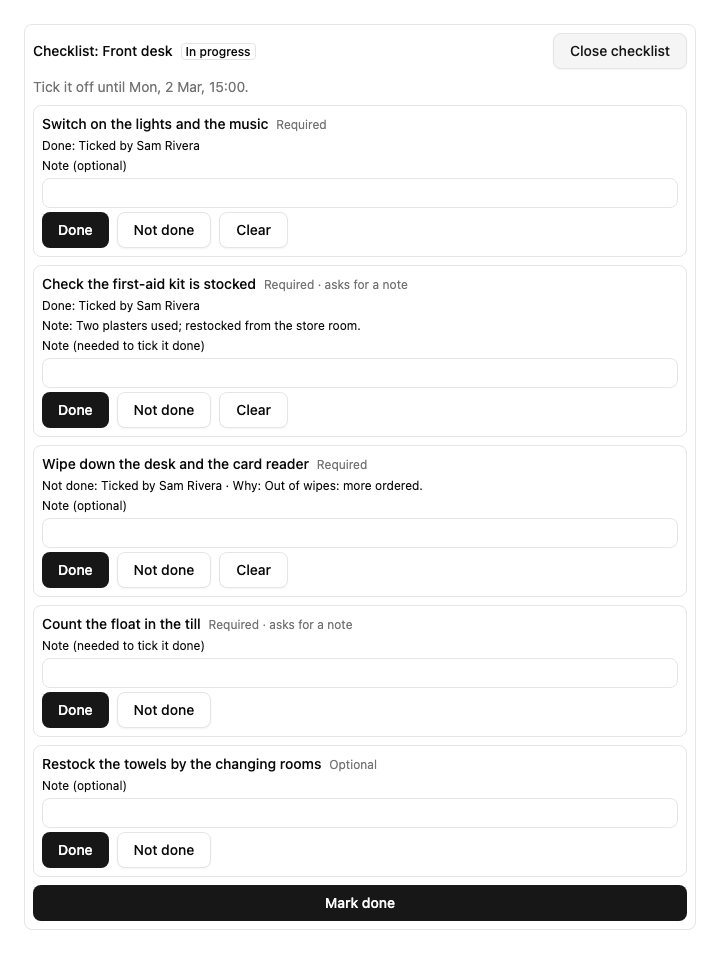 Checklist: Front desk In progress Close checklist
Tick it off until Mon, 2 Mar, 15:00.
Switch on the lights and the music Required
Done: Ticked by Sam Rivera
Note (optional)
Done Not done Clear
Check the first-aid kit is stocked Required · asks for a note
Done: Ticked by Sam Rivera
Note: Two plasters used; restocked from the store room.
Note (needed to tick it done)
Done Not done Clear
Wipe down the desk and the card reader Required
Not done: Ticked by Sam Rivera · Why: Out of wipes: more ordered.
Note (optional)
Done Not done Clear
Count the float in the till Required · asks for a note
Note (needed to tick it done)
Done Not done
Restock the towels by the changing rooms Optional
Note (optional)
Done Not done
Mark done